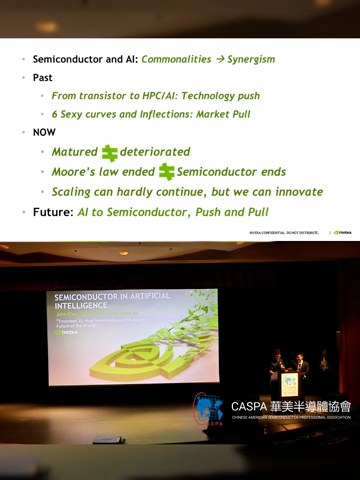 Semiconductor and AI: Commonalities → Synergism
Past
From transistor to HPC/AI: Technology push
6 Sexy curves and Inflections: Market Pull
NOW
Matured ≠ deteriorated
Moore's law ended ≠ Semiconductor ends
Scaling can hardly continue, but we can innovate
Future: AI to Semiconductor, Push and Pull
NVIDIA CONFIDENTIAL. DO NOT DISTRIBUTE.
NVIDIA
SEMICONDUCTOR IN ARTIFICIAL
INTELLIGENCE
NVIDIA
CASPA 華美半導體協會
CHINESE AMERICAN SEMICONDUCTOR PROFESSIONAL ASSOCIATION
CASPA